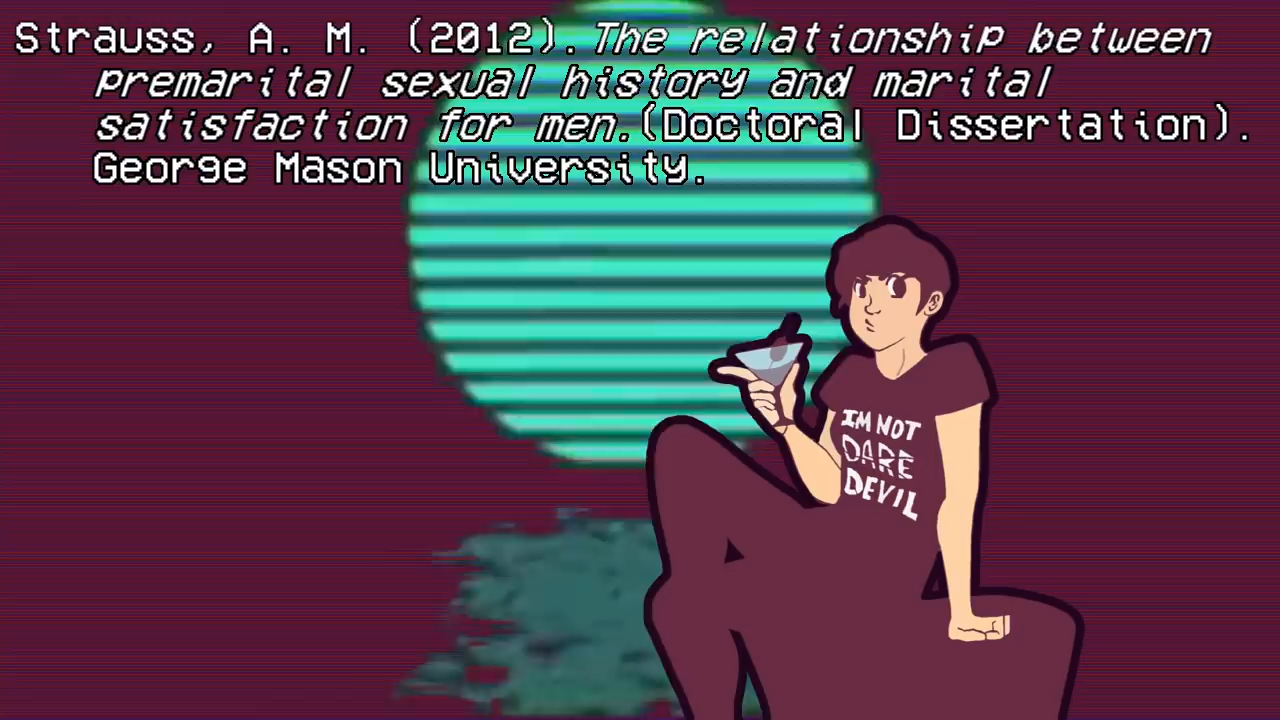 Strauss, A. M. (2012). The relationship between
premarital sexual history and marital
satisfaction for men. (Doctoral Dissertation).
George Mason University.
IM NOT
DARE
DEVIL